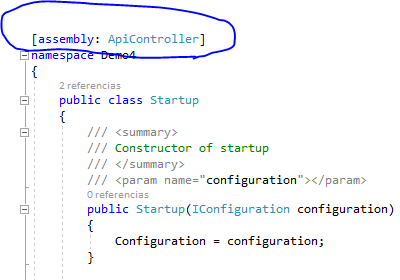 [assembly: ApiController]
namespace Demo4
{
2 referencias
public class Startup
{
/// <summary>
/// Constructor of startup
/// </summary>
/// <param name="configuration"></param>
0 referencias
public Startup(IConfiguration configuration)
{
Configuration = configuration;
}